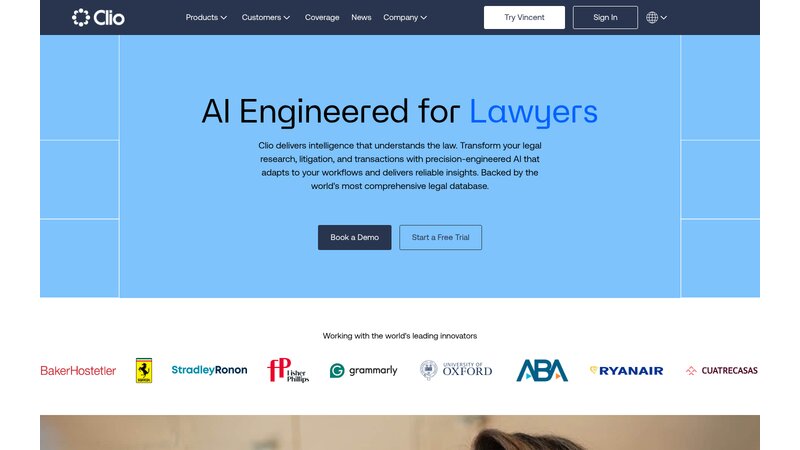 Clio
Products
Customers
Coverage
News
Company
Try Vincent
Sign In
AI Engineered for Lawyers
Clio delivers intelligence that understands the law. Transform your legal
research, litigation, and transactions with precision-engineered AI that
adapts to your workflows and delivers reliable insights. Backed by the
world's most comprehensive legal database.
Book a Demo
Start a Free Trial
Working with the world's leading innovators
BakerHostetler
StradleyRonon
fP Fisher
Phillips
grammarly
UNIVERSITY OF
OXFORD
ABA
RYANAIR
CUATRECASAS